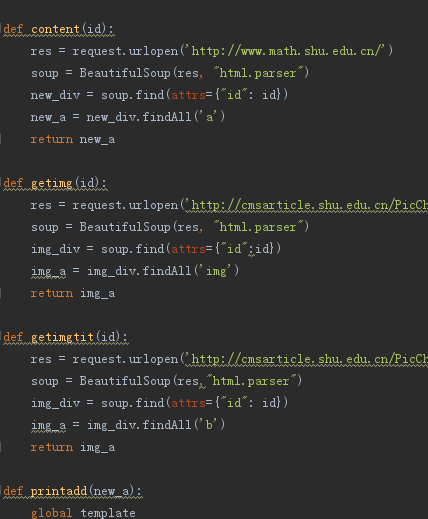 def content(id):
    res = request.urlopen('http://www.math.shu.edu.cn/')
    soup = BeautifulSoup(res, "html.parser")
    new_div = soup.find(attrs={"id": id})
    new_a = new_div.findAll('a')
    return new_a
def getimg(id):
    res = request.urlopen('http://cmsarticle.shu.edu.cn/PicCh
    soup = BeautifulSoup(res, "html.parser")
    img_div = soup.find(attrs={"id":id})
    img_a = img_div.findAll('img')
    return img_a
def getimgtit(id):
    res = request.urlopen('http://cmsarticle.shu.edu.cn/PicCh
    soup = BeautifulSoup(res,"html.parser")
    img_div = soup.find(attrs={"id": id})
    img_a = img_div.findAll('b')
    return img_a
def printadd(new_a):
    global template